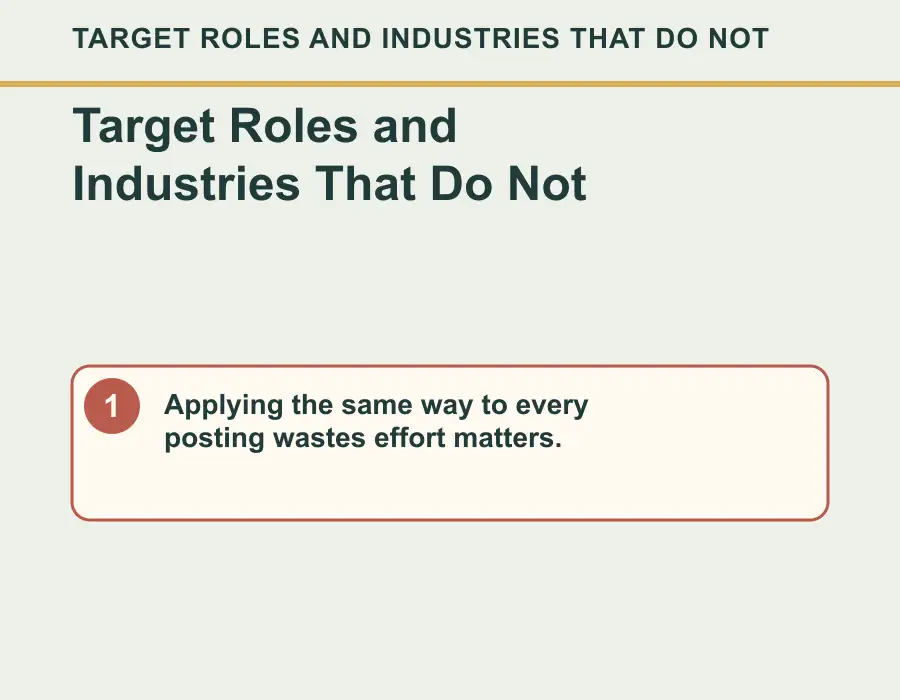 TARGET ROLES AND INDUSTRIES THAT DO NOT
Target Roles and
Industries That Do Not
1
Applying the same way to every
posting wastes effort matters.